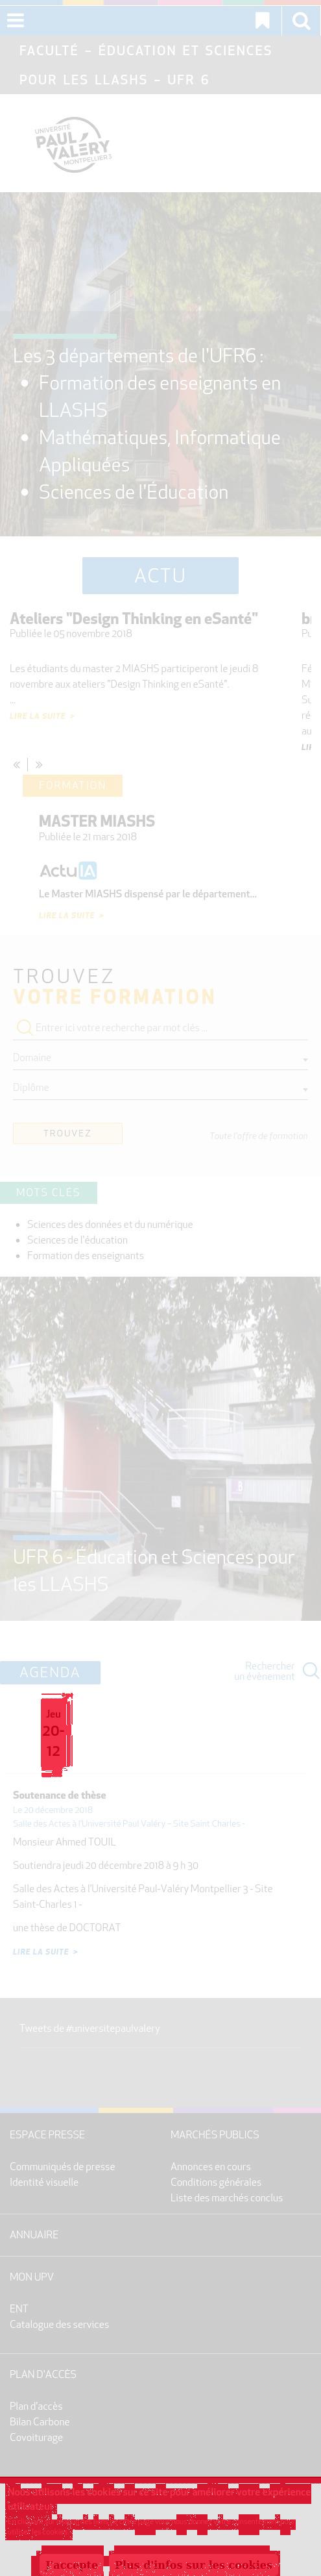 FACULTÉ – ÉDUCATION ET SCIENCES
POUR LES LLASHS – UFR 6
UNIVERSITÉ
PAUL
VALÉRY
MONTPELLIER 3
Les 3 départements de l'UFR6 :
Formation des enseignants en
LLASHS
Mathématiques, Informatique
Appliquées
Sciences de l'Éducation
ACTU
Ateliers "Design Thinking en eSanté"
Publiée le 05 novembre 2018
Les étudiants du master 2 MIASHS participeront le jeudi 8
novembre aux ateliers "Design Thinking en eSanté".
...
LIRE LA SUITE >
« | »
FORMATION
MASTER MIASHS
Publiée le 21 mars 2018
ActuIA
Le Master MIASHS dispensé par le département...
LIRE LA SUITE >
TROUVEZ
VOTRE FORMATION
Entrer ici votre recherche par mot clés...
Domaine
Diplôme
TROUVEZ
Toute l'offre de formation
MOTS CLÉS
Sciences des données et du numérique
Sciences de l'éducation
Formation des enseignants
UFR 6 - Éducation et Sciences pour
les LLASHS
AGENDA
Rechercher
un évènement
Jeu
20-
12
Soutenance de thèse
Le 20 décembre 2018
Salle des Actes à l'Université Paul Valéry - Site Saint Charles -
Monsieur Ahmed TOUIL
Soutiendra jeudi 20 décembre 2018 à 9 h 30
Salle des Actes à l'Université Paul-Valéry Montpellier 3 - Site
Saint-Charles 1 -
une thèse de DOCTORAT
LIRE LA SUITE >
Tweets de #universitepaulvalery
ESPACE PRESSE
Communiqués de presse
Identité visuelle
MARCHÉS PUBLICS
Annonces en cours
Conditions générales
Liste des marchés conclus
ANNUAIRE
MON UPV
ENT
Catalogue des services
PLAN D'ACCÈS
Plan d'accès
Bilan Carbone
Covoiturage
Nous utilisons les cookies sur ce site pour améliorer votre expérience
J'accepte
Plus d'infos sur les cookies